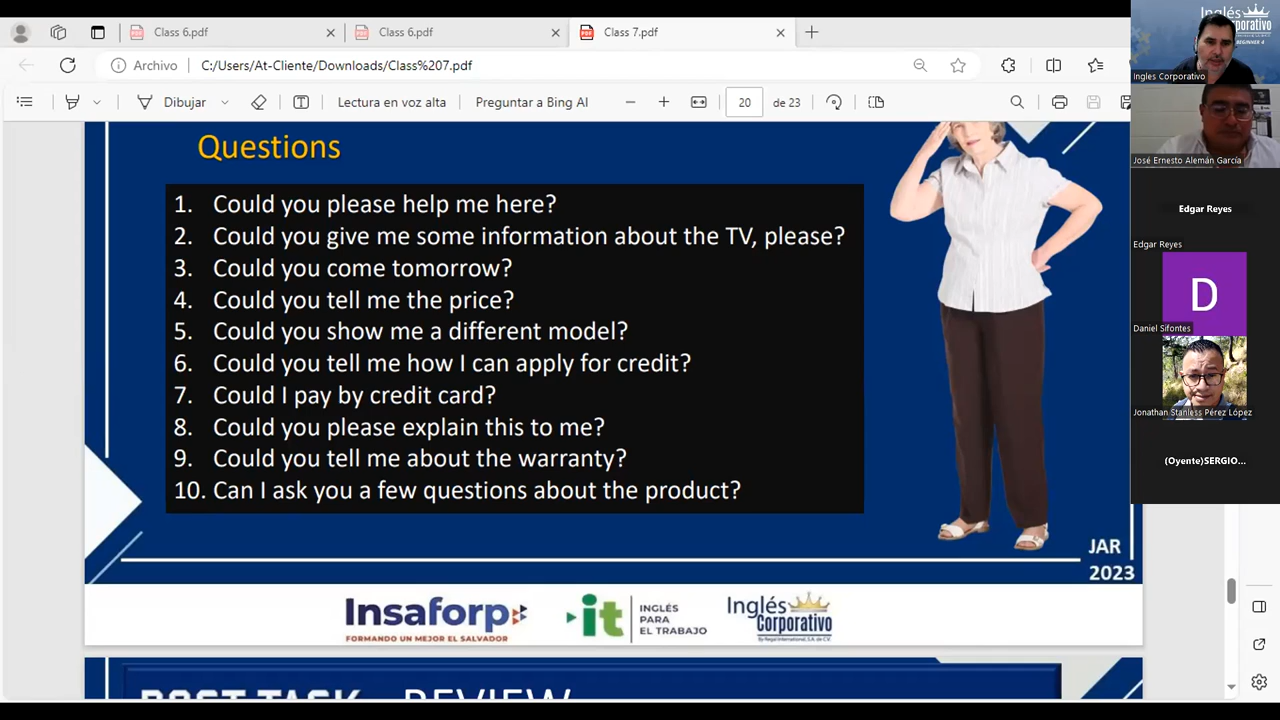 Class 6.pdf
Class 6.pdf
Class 7.pdf
Archivo
C:/Users/At-Cliente/Downloads/Class%207.pdf
Dibujar
Lectura en voz alta
Preguntar a Bing AI
20
de 23
Questions
1. Could you please help me here?
2. Could you give me some information about the TV, please?
3. Could you come tomorrow?
4. Could you tell me the price?
5. Could you show me a different model?
6. Could you tell me how I can apply for credit?
7. Could I pay by credit card?
8. Could you please explain this to me?
9. Could you tell me about the warranty?
10. Can I ask you a few questions about the product?
JAR
2023
Insaforp
FORMANDO UN MEJOR EL SALVADOR
it
INGLÉS
PARA
EL TRABAJO
Inglés
Corporativo
POST TASK
REVIEW
Inglés
Corporativo
BEGINNER 4
Ingles Corporativo
José Ernesto Alemán García
Edgar Reyes
Edgar Reyes
D
Daniel Sifontes
Jonathan Stanless Pérez López
(Oyente)SERGIO...